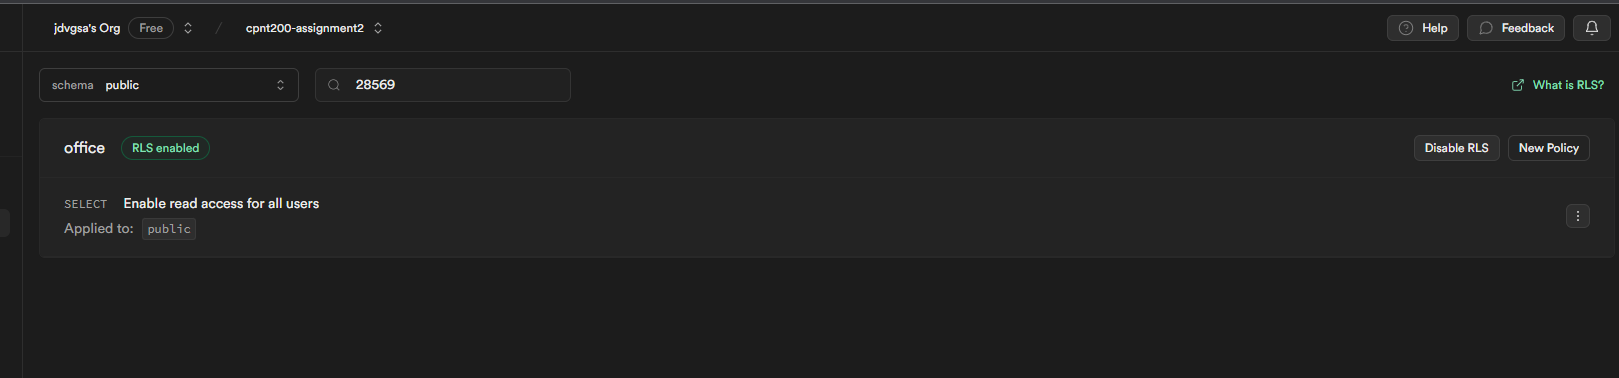 jdvgsa's Org Free / cpnt200-assignment2 Help Feedback
schema public 28569 What is RLS?
office RLS enabled Disable RLS New Policy
SELECT Enable read access for all users
Applied to: public